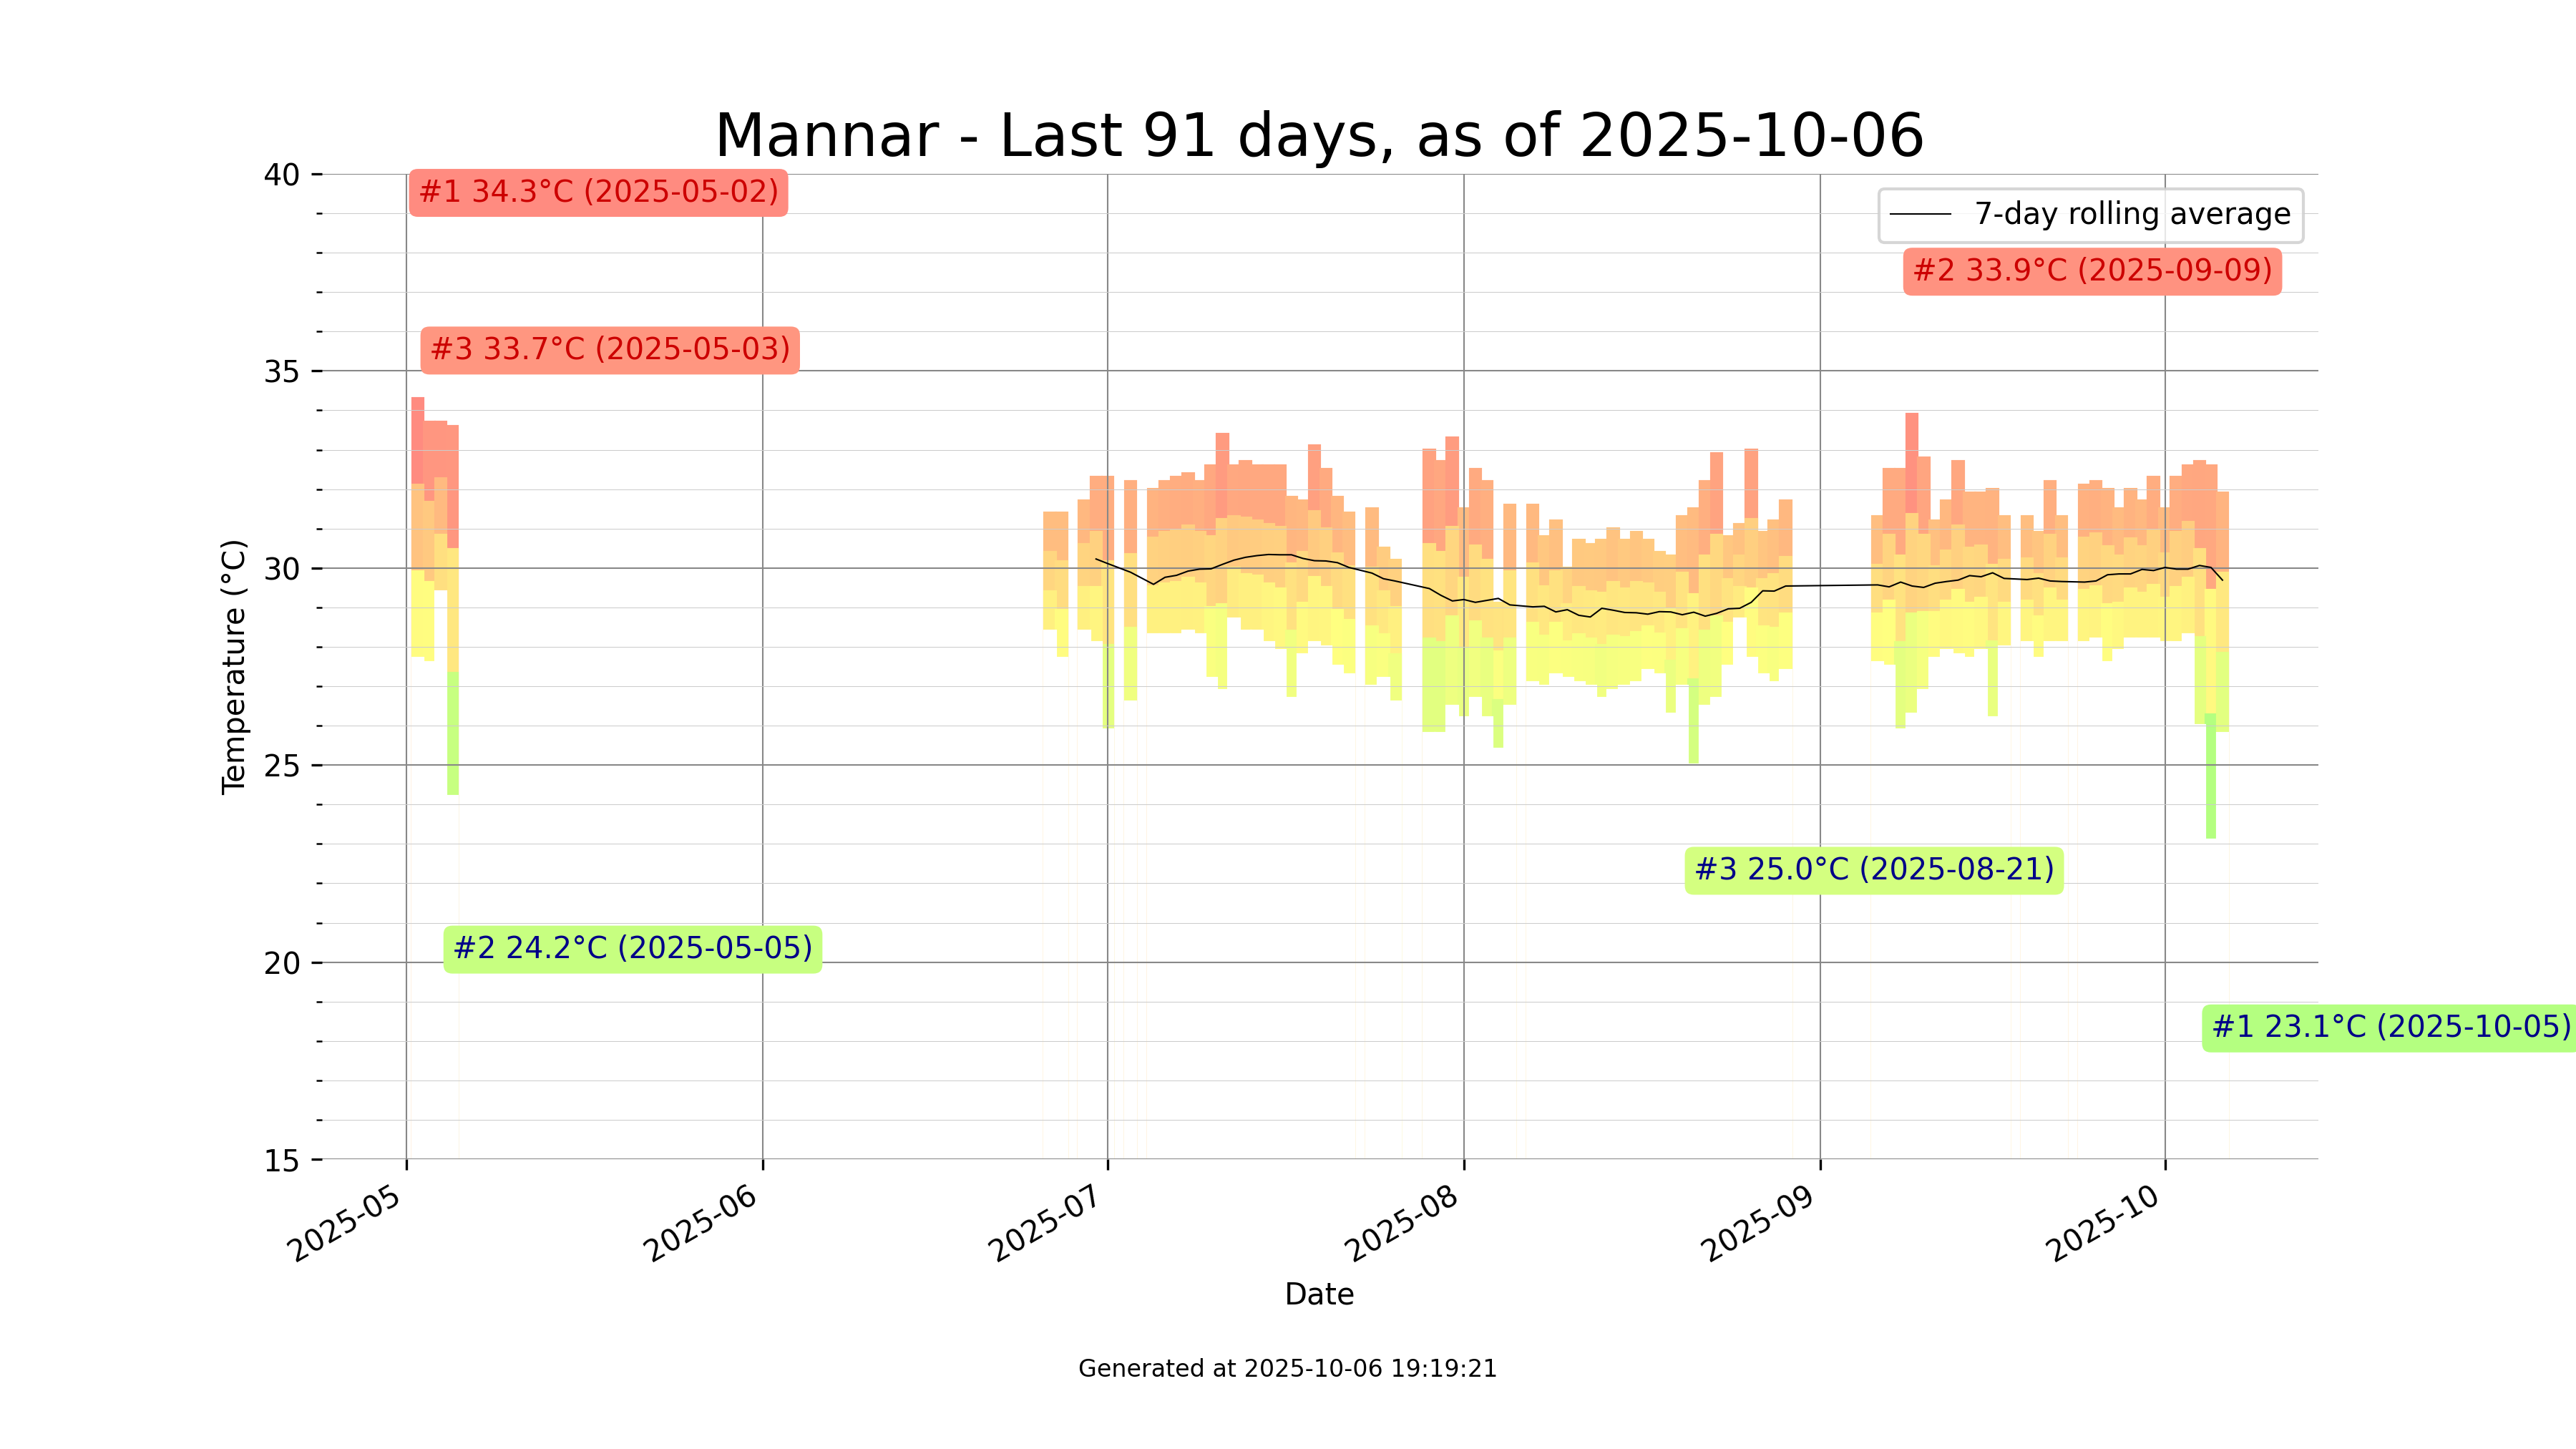 Mannar - Last 91 days, as of 2025-10-06
40
#1 34.3°C (2025-05-02)
7-day rolling average
#2 33.9°C (2025-09-09)
#3 33.7°C (2025-05-03)
35
30
Temperature (°C)
25
#3 25.0°C (2025-08-21)
#2 24.2°C (2025-05-05)
20
#1 23.1°C (2025-10-05)
15
2025-05
2025-06
2025-07
2025-08
2025-09
2025-10
Date
Generated at 2025-10-06 19:19:21